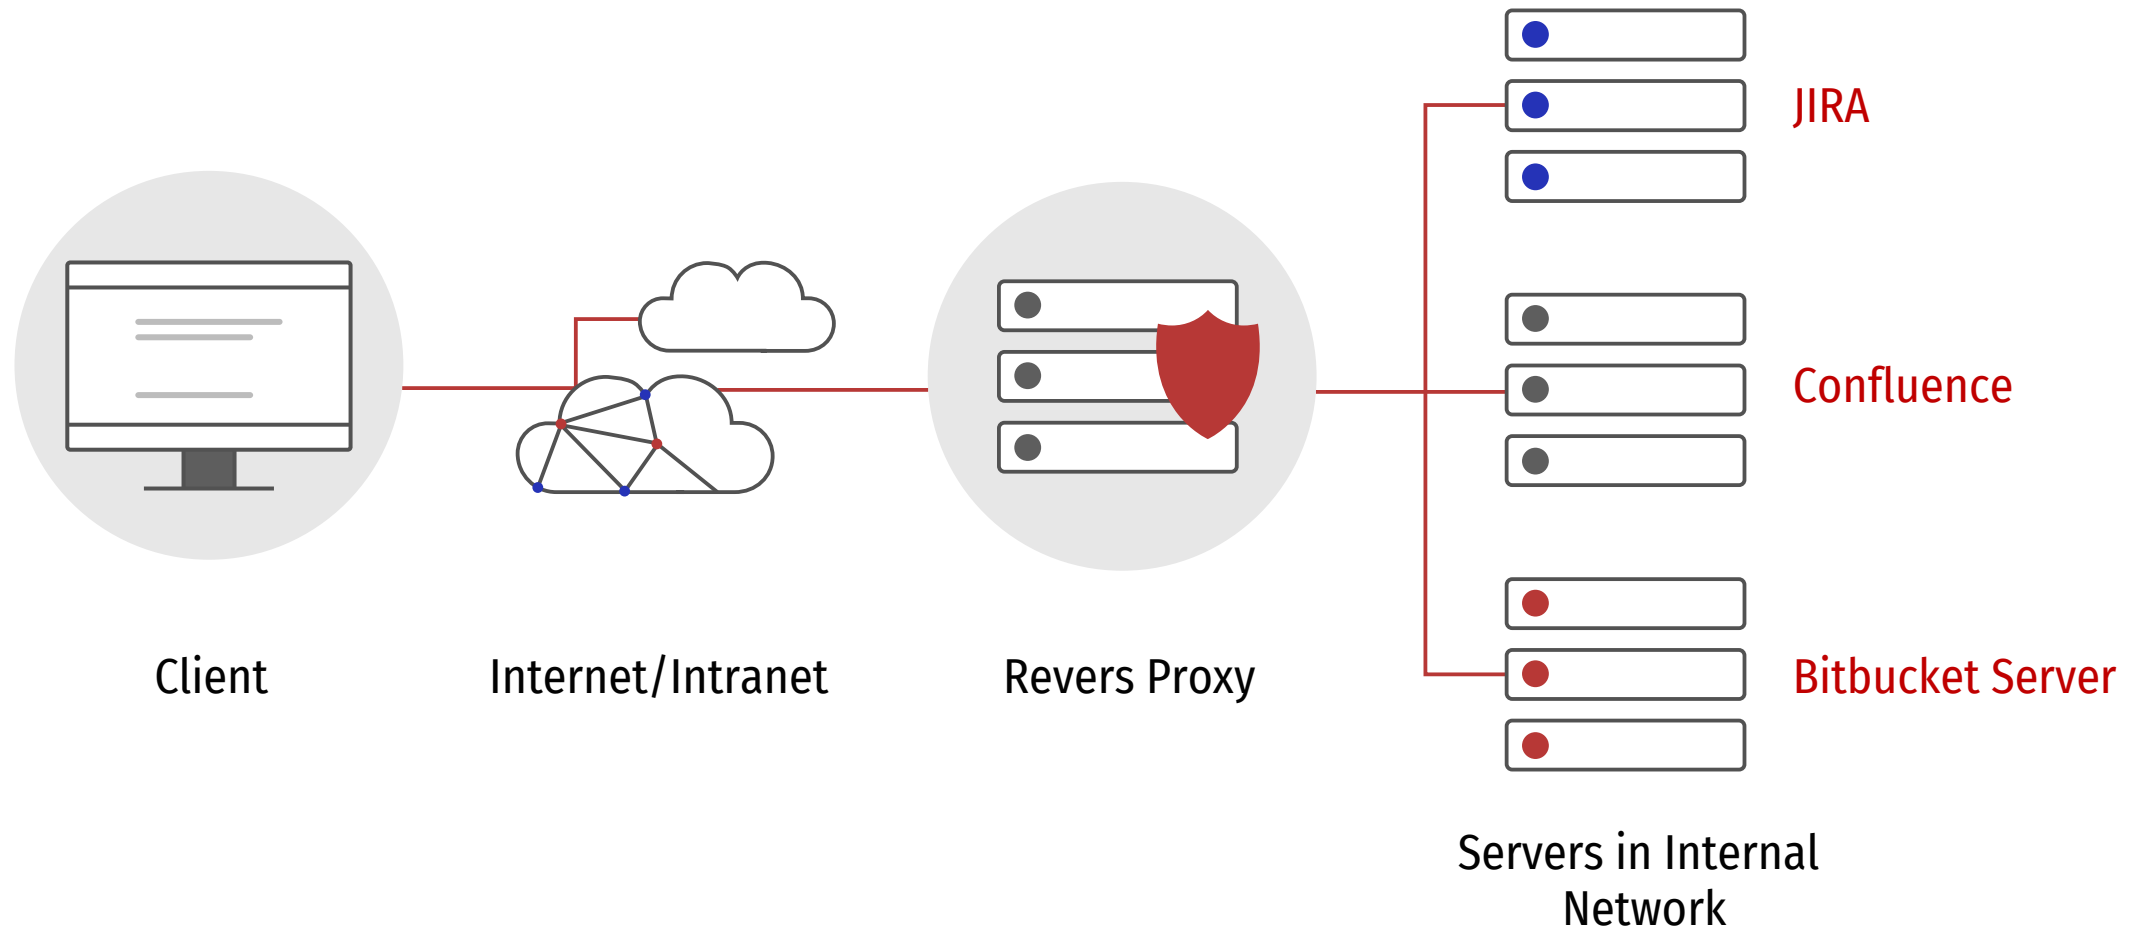 JIRA
Confluence
Client
Internet/Intranet
Revers Proxy
Bitbucket Server
Servers in Internal
Network